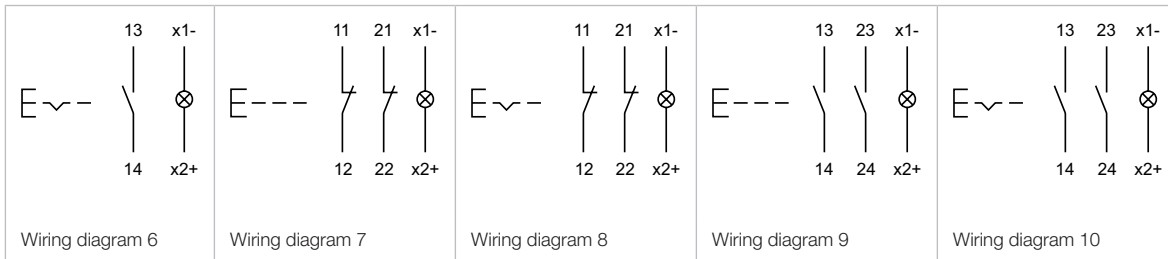 13 x1-
14 x2+
Wiring diagram 6
11 21 x1-
12 22 x2+
Wiring diagram 7
11 21 x1-
12 22 x2+
Wiring diagram 8
13 23 x1-
14 24 x2+
Wiring diagram 9
13 23 x1-
14 24 x2+
Wiring diagram 10